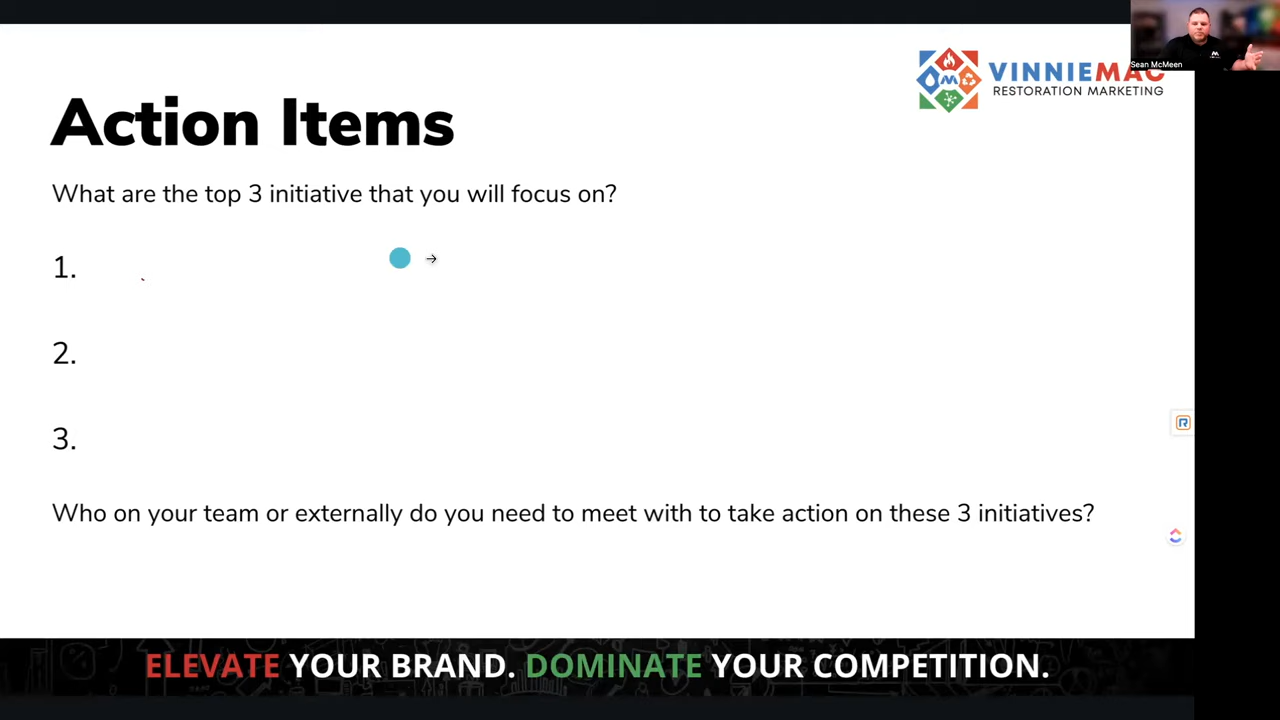 Sean McMeen
VINNIEMAC
RESTORATION MARKETING
Action Items
What are the top 3 initiative that you will focus on?
1.
2.
3.
Who on your team or externally do you need to meet with to take action on these 3 initiatives?
ELEVATE YOUR BRAND. DOMINATE YOUR COMPETITION.